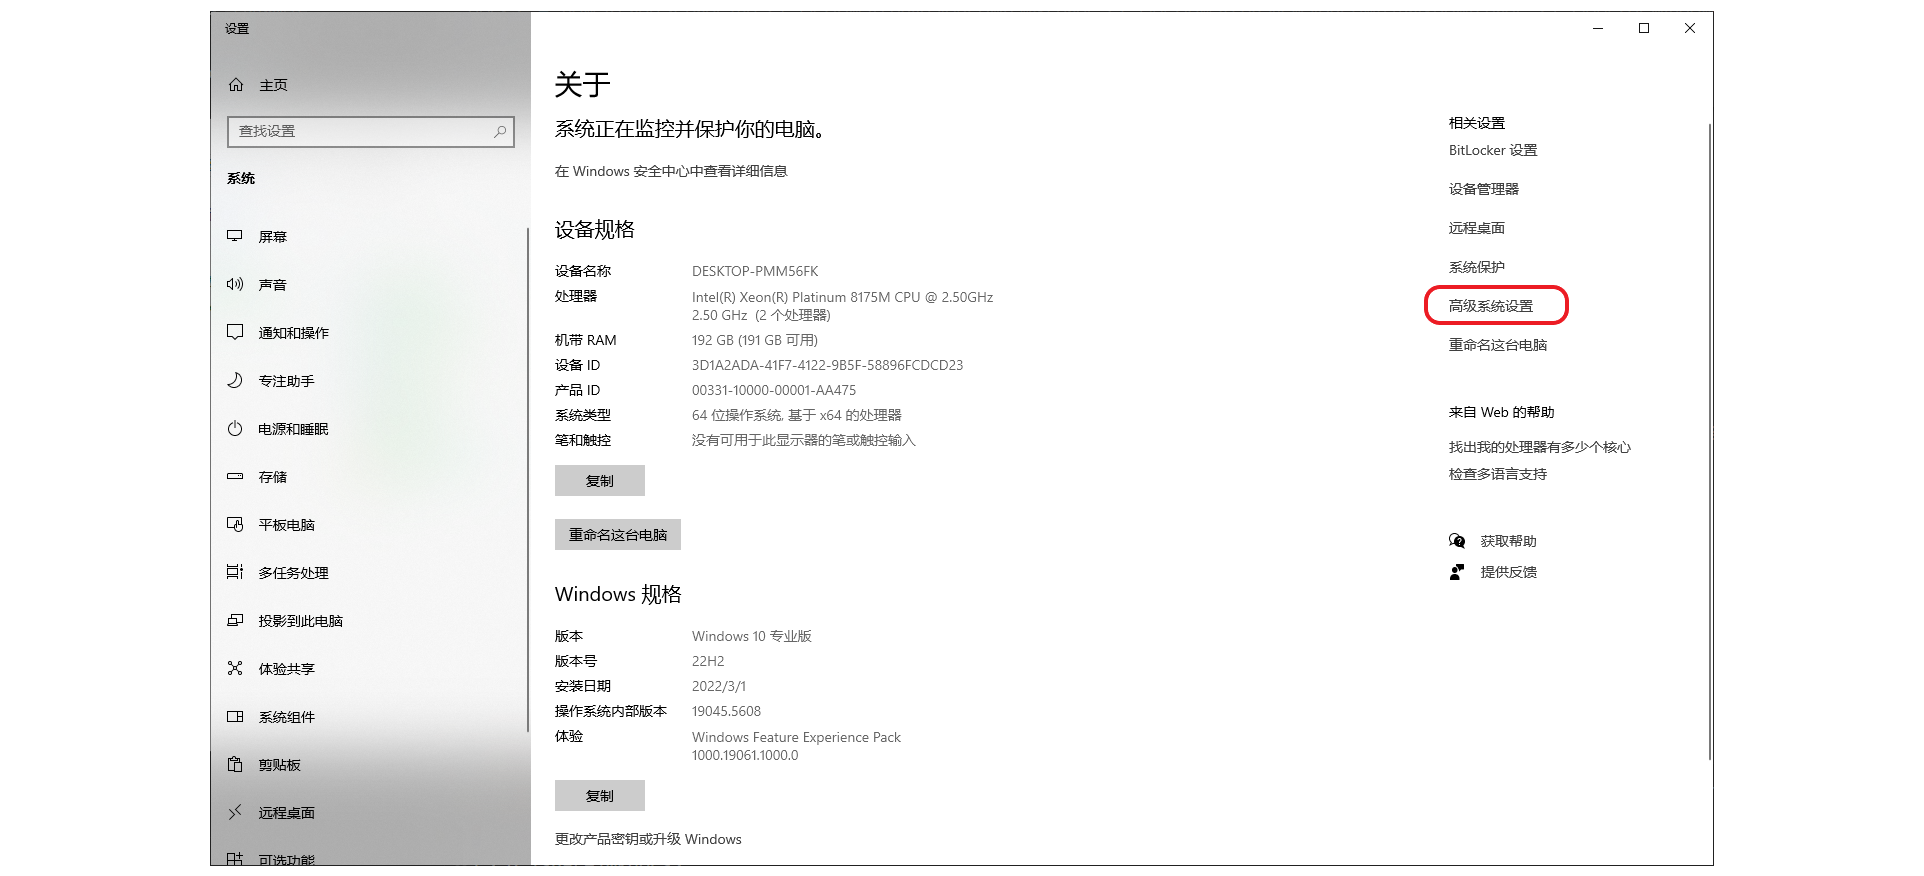 设置
主页
查找设置
系统
屏幕
声音
通知和操作
专注助手
电源和睡眠
存储
平板电脑
多任务处理
投影到此电脑
体验共享
系统组件
剪贴板
远程桌面
可选功能
关于
系统正在监控并保护你的电脑。
在 Windows 安全中心中查看详细信息
设备规格
设备名称 DESKTOP-PMM56FK
处理器 Intel(R) Xeon(R) Platinum 8175M CPU @ 2.50GHz
2.50 GHz (2 个处理器)
机带 RAM 192 GB (191 GB 可用)
设备 ID 3D1A2ADA-41F7-4122-9B5F-58896FCDCD23
产品 ID 00331-10000-00001-AA475
系统类型 64 位操作系统, 基于 x64 的处理器
笔和触控 没有可用于此显示器的笔或触控输入
复制
重命名这台电脑
Windows 规格
版本 Windows 10 专业版
版本号 22H2
安装日期 2022/3/1
操作系统内部版本 19045.5608
体验 Windows Feature Experience Pack
1000.19061.1000.0
复制
更改产品密钥或升级 Windows
相关设置
BitLocker 设置
设备管理器
远程桌面
系统保护
高级系统设置
重命名这台电脑
来自 Web 的帮助
找出我的处理器有多少个核心
检查多语言支持
获取帮助
提供反馈